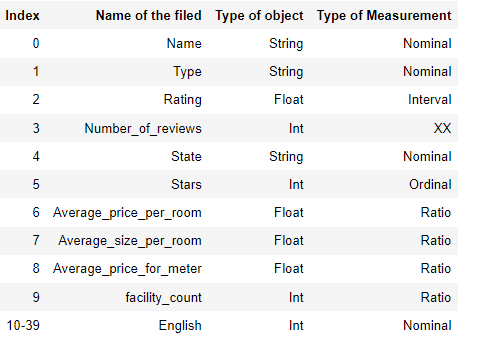 Index Name of the filed Type of object Type of Measurement
0 Name String Nominal
1 Type String Nominal
2 Rating Float Interval
3 Number_of_reviews Int XX
4 State String Nominal
5 Stars Int Ordinal
6 Average_price_per_room Float Ratio
7 Average_size_per_room Float Ratio
8 Average_price_for_meter Float Ratio
9 facility_count Int Ratio
10-39 English Int Nominal